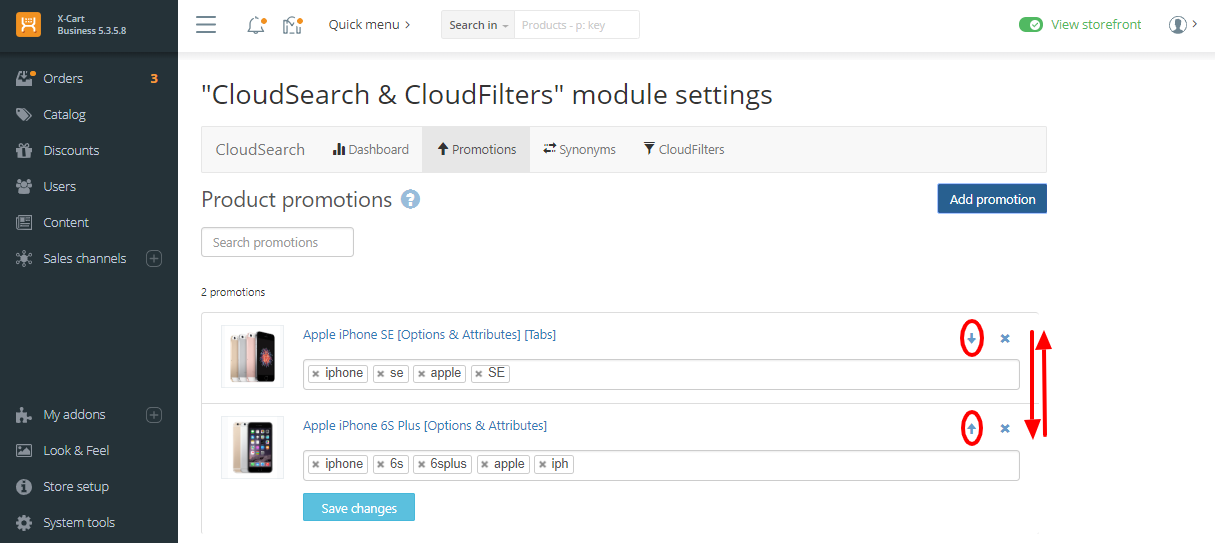 X-Cart
Business 5.3.5.8
Quick menu
Search in
Products - p: key
View storefront
Orders 3
Catalog
Discounts
Users
Content
Sales channels
My addons
Look & Feel
Store setup
System tools
"CloudSearch & CloudFilters" module settings
CloudSearch Dashboard Promotions Synonyms CloudFilters
Product promotions ?
Add promotion
Search promotions
2 promotions
Apple iPhone SE [Options & Attributes] [Tabs]
iphone se apple SE
Apple iPhone 6S Plus [Options & Attributes]
iphone 6s 6splus apple iph
Save changes